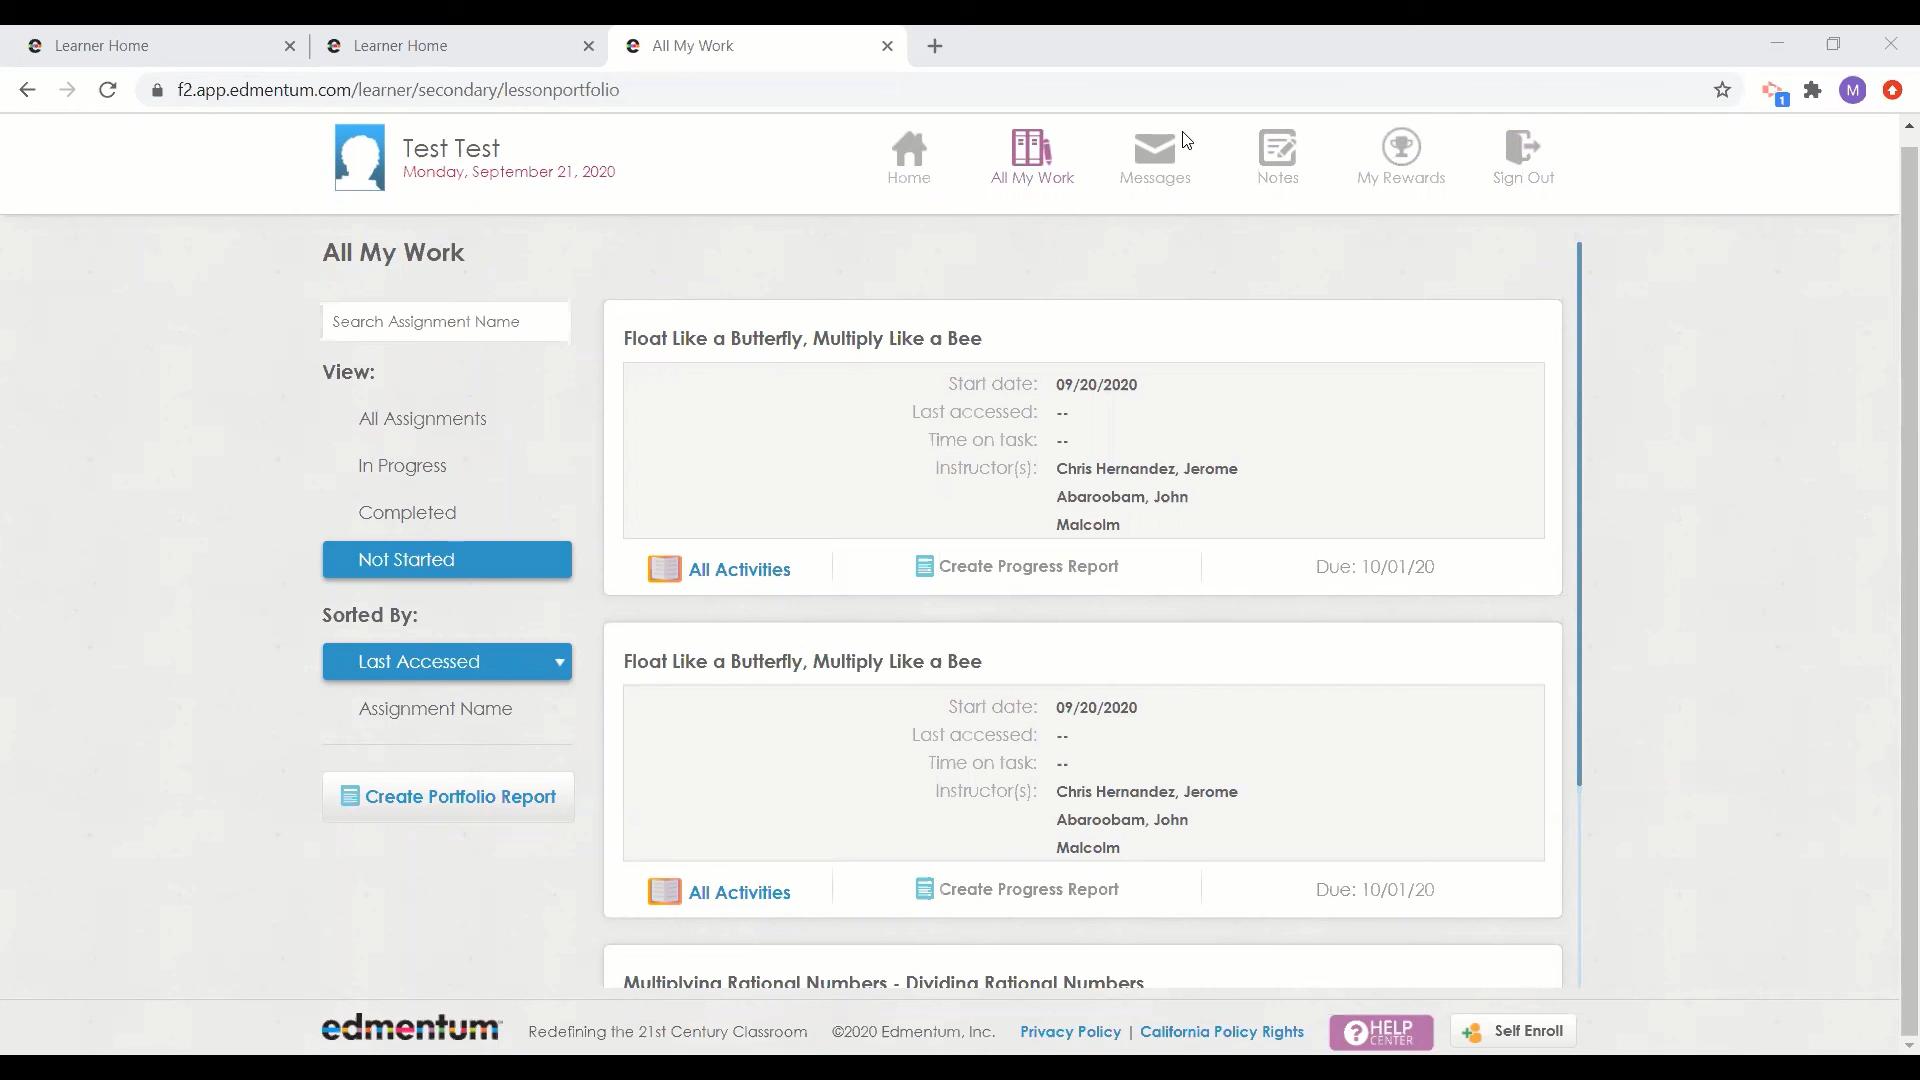 Learner Home
Learner Home
All My Work
f2.app.edmentum.com/learner/secondary/lessonportfolio
1
M
Test Test
Monday, September 21, 2020
Home
All My Work
Messages
Notes
My Rewards
Sign Out
All My Work
Search Assignment Name
View:
All Assignments
In Progress
Completed
Not Started
Sorted By:
Last Accessed
Assignment Name
Create Portfolio Report
Float Like a Butterfly, Multiply Like a Bee
Start date: 09/20/2020
Last accessed: --
Time on task: --
Instructor(s): Chris Hernandez, Jerome
Abaroobam, John
Malcolm
All Activities
Create Progress Report
Due: 10/01/20
Float Like a Butterfly, Multiply Like a Bee
Start date: 09/20/2020
Last accessed: --
Time on task: --
Instructor(s): Chris Hernandez, Jerome
Abaroobam, John
Malcolm
All Activities
Create Progress Report
Due: 10/01/20
Multiplying Rational Numbers - Dividing Rational Numbers
edmentum
Redefining the 21st Century Classroom
©2020 Edmentum, Inc.
Privacy Policy | California Policy Rights
? HELP
CENTER
Self Enroll